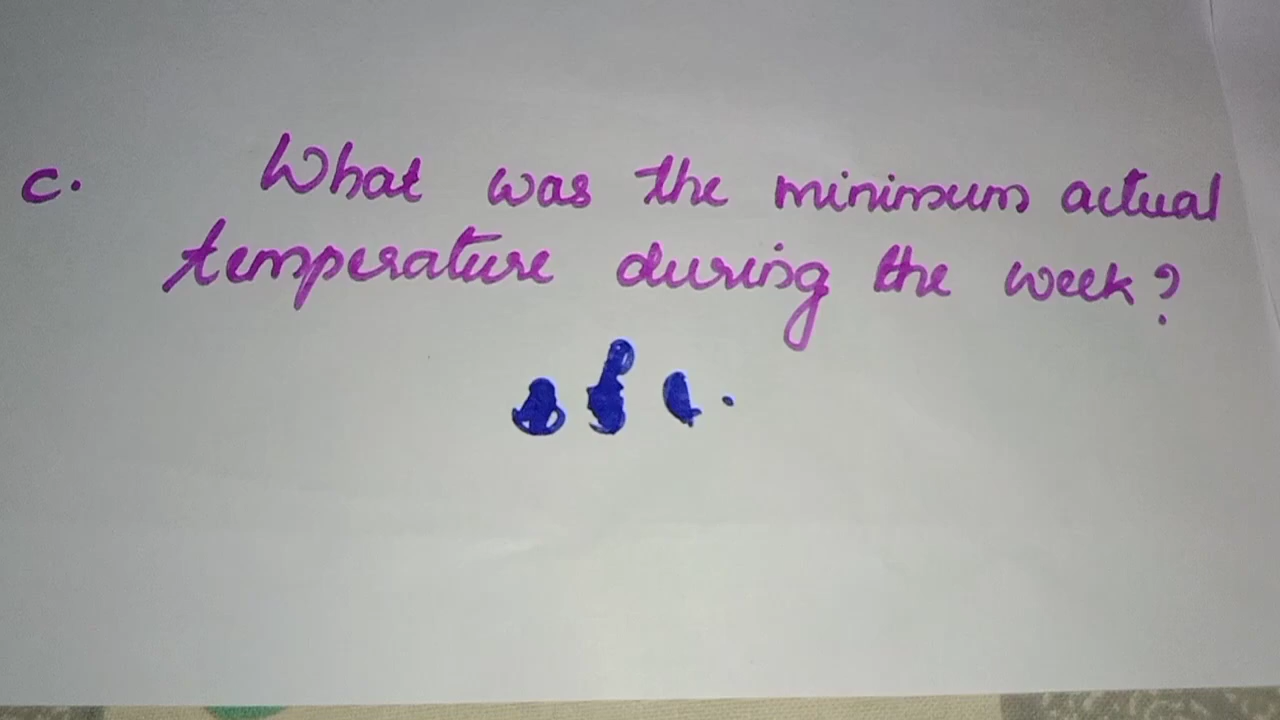 c. What was the minimum actual
temperature during the week?